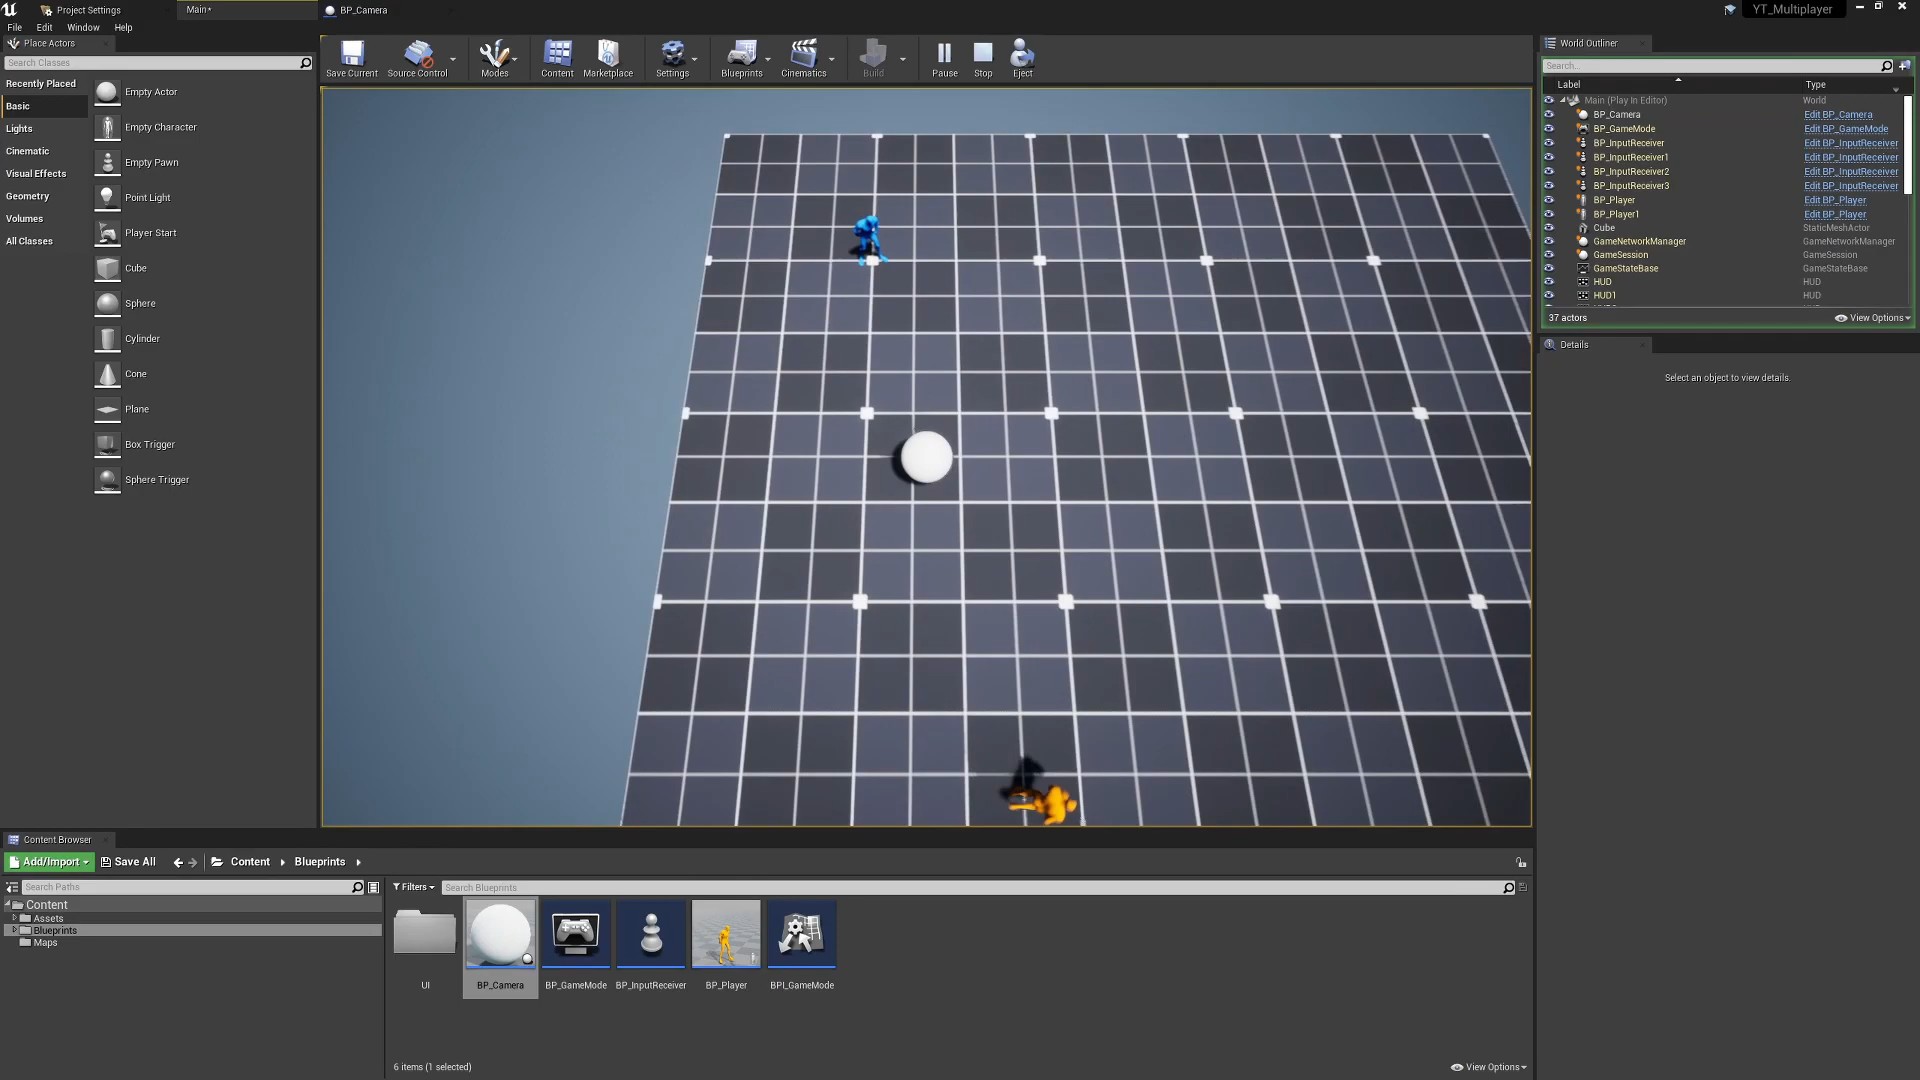 Project Settings
Main*
BP_Camera
YT_Multiplayer
File
Edit
Window
Help
Place Actors
Search Classes
Recently Placed
Basic
Lights
Cinematic
Visual Effects
Geometry
Volumes
All Classes
Empty Actor
Empty Character
Empty Pawn
Point Light
Player Start
Cube
Sphere
Cylinder
Cone
Plane
Box Trigger
Sphere Trigger
Save Current
Source Control
Modes
Content
Marketplace
Settings
Blueprints
Cinematics
Build
Pause
Stop
Eject
World Outliner
Search...
Label Type
Main (Play In Editor) World
BP_Camera Edit BP_Camera
BP_GameMode Edit BP_GameMode
BP_InputReceiver Edit BP_InputReceiver
BP_InputReceiver1 Edit BP_InputReceiver
BP_InputReceiver2 Edit BP_InputReceiver
BP_InputReceiver3 Edit BP_InputReceiver
BP_Player Edit BP_Player
BP_Player1 Edit BP_Player
Cube StaticMeshActor
GameNetworkManager GameNetworkManager
GameSession GameSession
GameStateBase GameStateBase
HUD HUD
HUD1 HUD
37 actors
View Options
Details
Select an object to view details.
Content Browser
Add/Import
Save All
Content
Blueprints
Search Paths
Content
Assets
Blueprints
Maps
Filters
Search Blueprints
UI
BP_Camera
BP_GameMode
BP_InputReceiver
BP_Player
BPI_GameMode
6 items (1 selected)
View Options